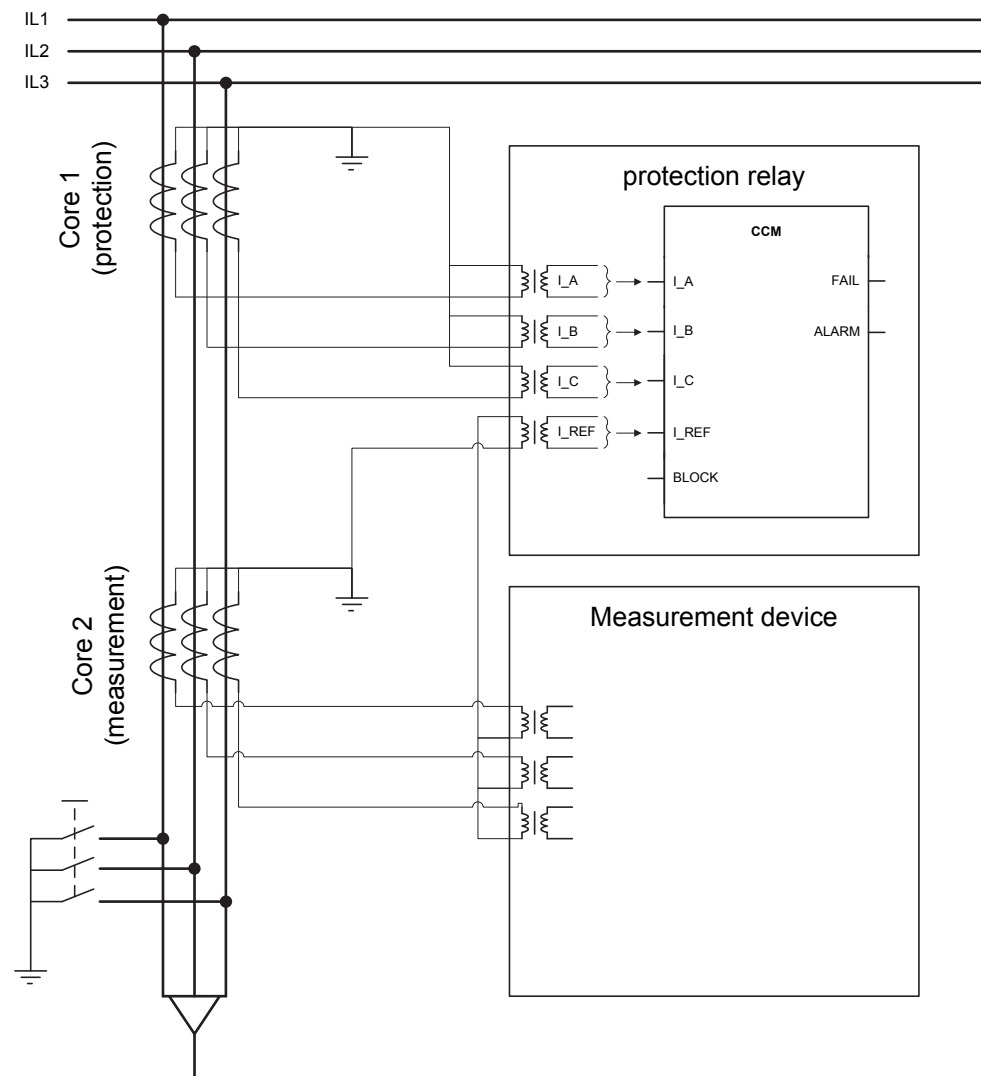 IL1
IL2
IL3
Core 1
(protection)
protection relay
CCM
I_A
I_A
FAIL
I_B
I_B
ALARM
I_C
I_C
I_REF
I_REF
BLOCK
Core 2
(measurement)
Measurement device